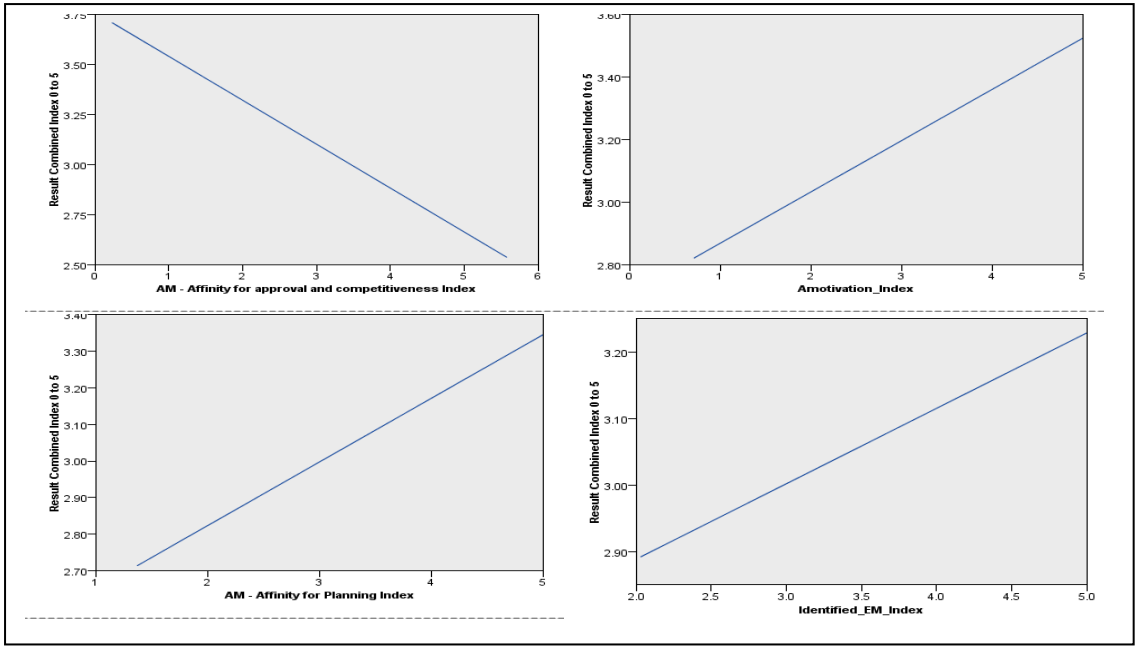 3.75
3.50
3.25
3.00
2.75
2.50
Result Combined Index 0 to 5
0 1 2 3 4 5 6
AM - Affinity for approval and competitiveness Index
3.60
3.40
3.20
3.00
2.80
Result Combined Index 0 to 5
0 1 2 3 4 5
Amotivation_Index
3.40
3.30
3.20
3.10
3.00
2.90
2.80
2.70
Result Combined Index 0 to 5
1 2 3 4 5
AM - Affinity for Planning Index
3.20
3.10
3.00
2.90
Result Combined Index 0 to 5
2.0 2.5 3.0 3.5 4.0 4.5 5.0
Identified_EM_Index